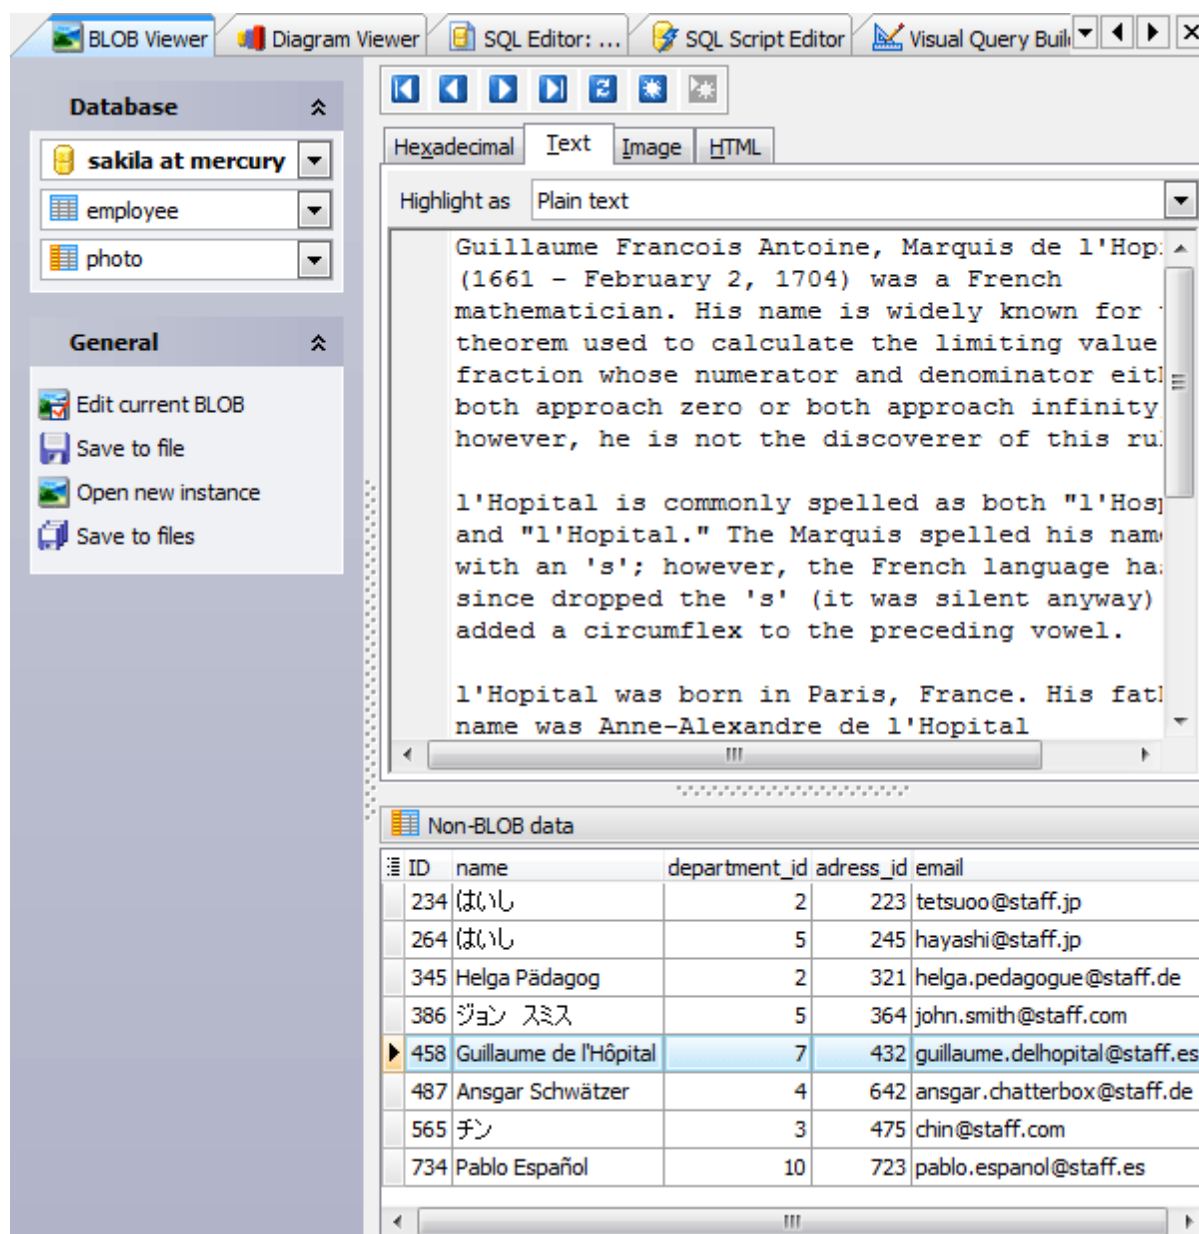 BLOB Viewer Diagram Viewer SQL Editor: ... SQL Script Editor Visual Query
Database
sakila at mercury
employee
photo
General
Edit current BLOB
Save to file
Open new instance
Save to files
Hexadecimal Text Image HTML
Highlight as Plain text
Guillaume Francois Antoine, Marquis de
(1661 - February 2, 1704) was a French
mathematician. His name is widely known for
theorem used to calculate the limiting value
fraction whose numerator and denominator
both approach zero or both approach infinity
however, he is not the discoverer of this
l'Hopital is commonly spelled as both
and "l'Hopital." The Marquis spelled his
with an 's'; however, the French language
since dropped the 's' (it was silent anyway)
added a circumflex to the preceding vowel.
l'Hopital was born in Paris, France. His
name was Anne-Alexandre de l'Hopital
Non-BLOB data
ID name department_id adress_id email
234 はいし 2 223 tetsuoo@staff.jp
264 はいし 5 245 hayashi@staff.jp
345 Helga Pädagog 2 321 helga.pedagogue@staff.de
386 ジョン スミス 5 364 john.smith@staff.com
458 Guillaume de l'Hôpital 7 432 guillaume.delhopital@staff.es
487 Ansgar Schwätzer 4 642 ansgar.chatterbox@staff.de
565 チン 3 475 chin@staff.com
734 Pablo Español 10 723 pablo.espanol@staff.es